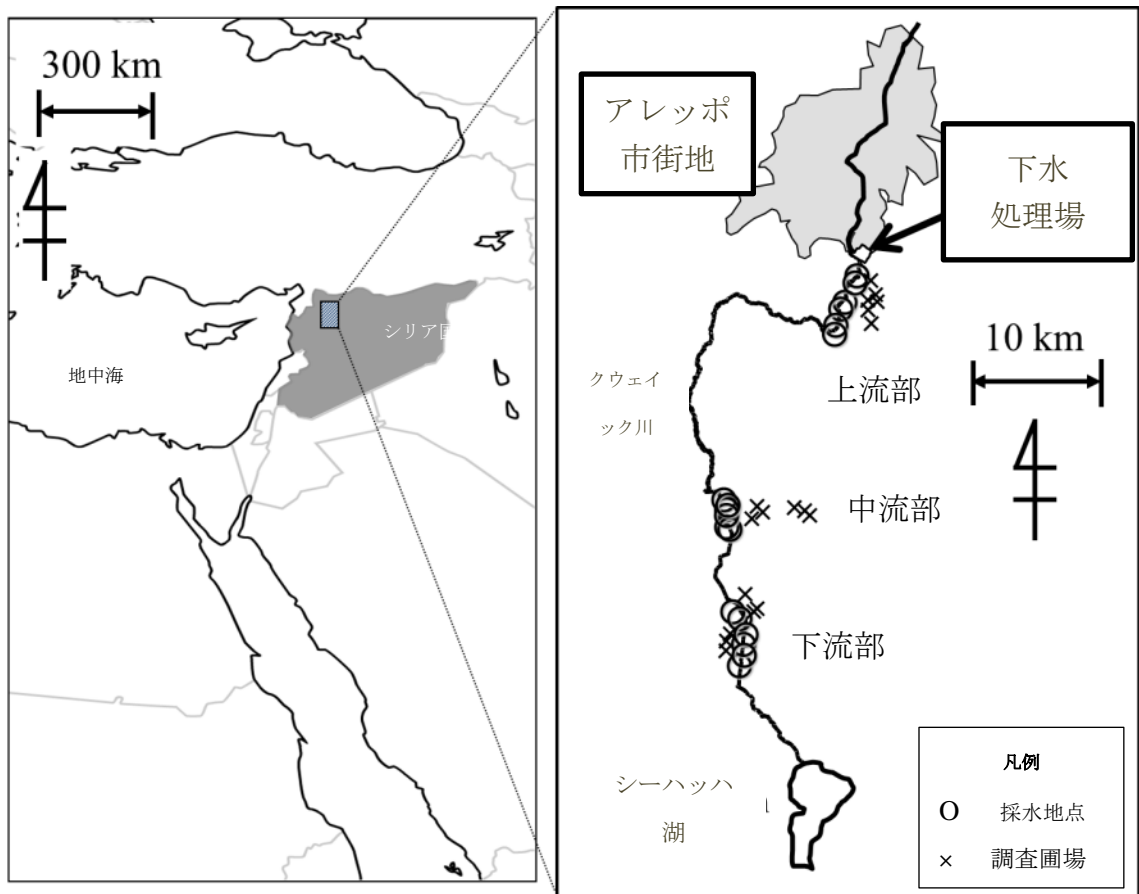 300 km
シリア国
地中海
アレッポ
市街地
下水
処理場
10 km
クウェイ
ック川
上流部
中流部
下流部
シーハッハ
湖
凡例
O 採水地点
× 調査圃場